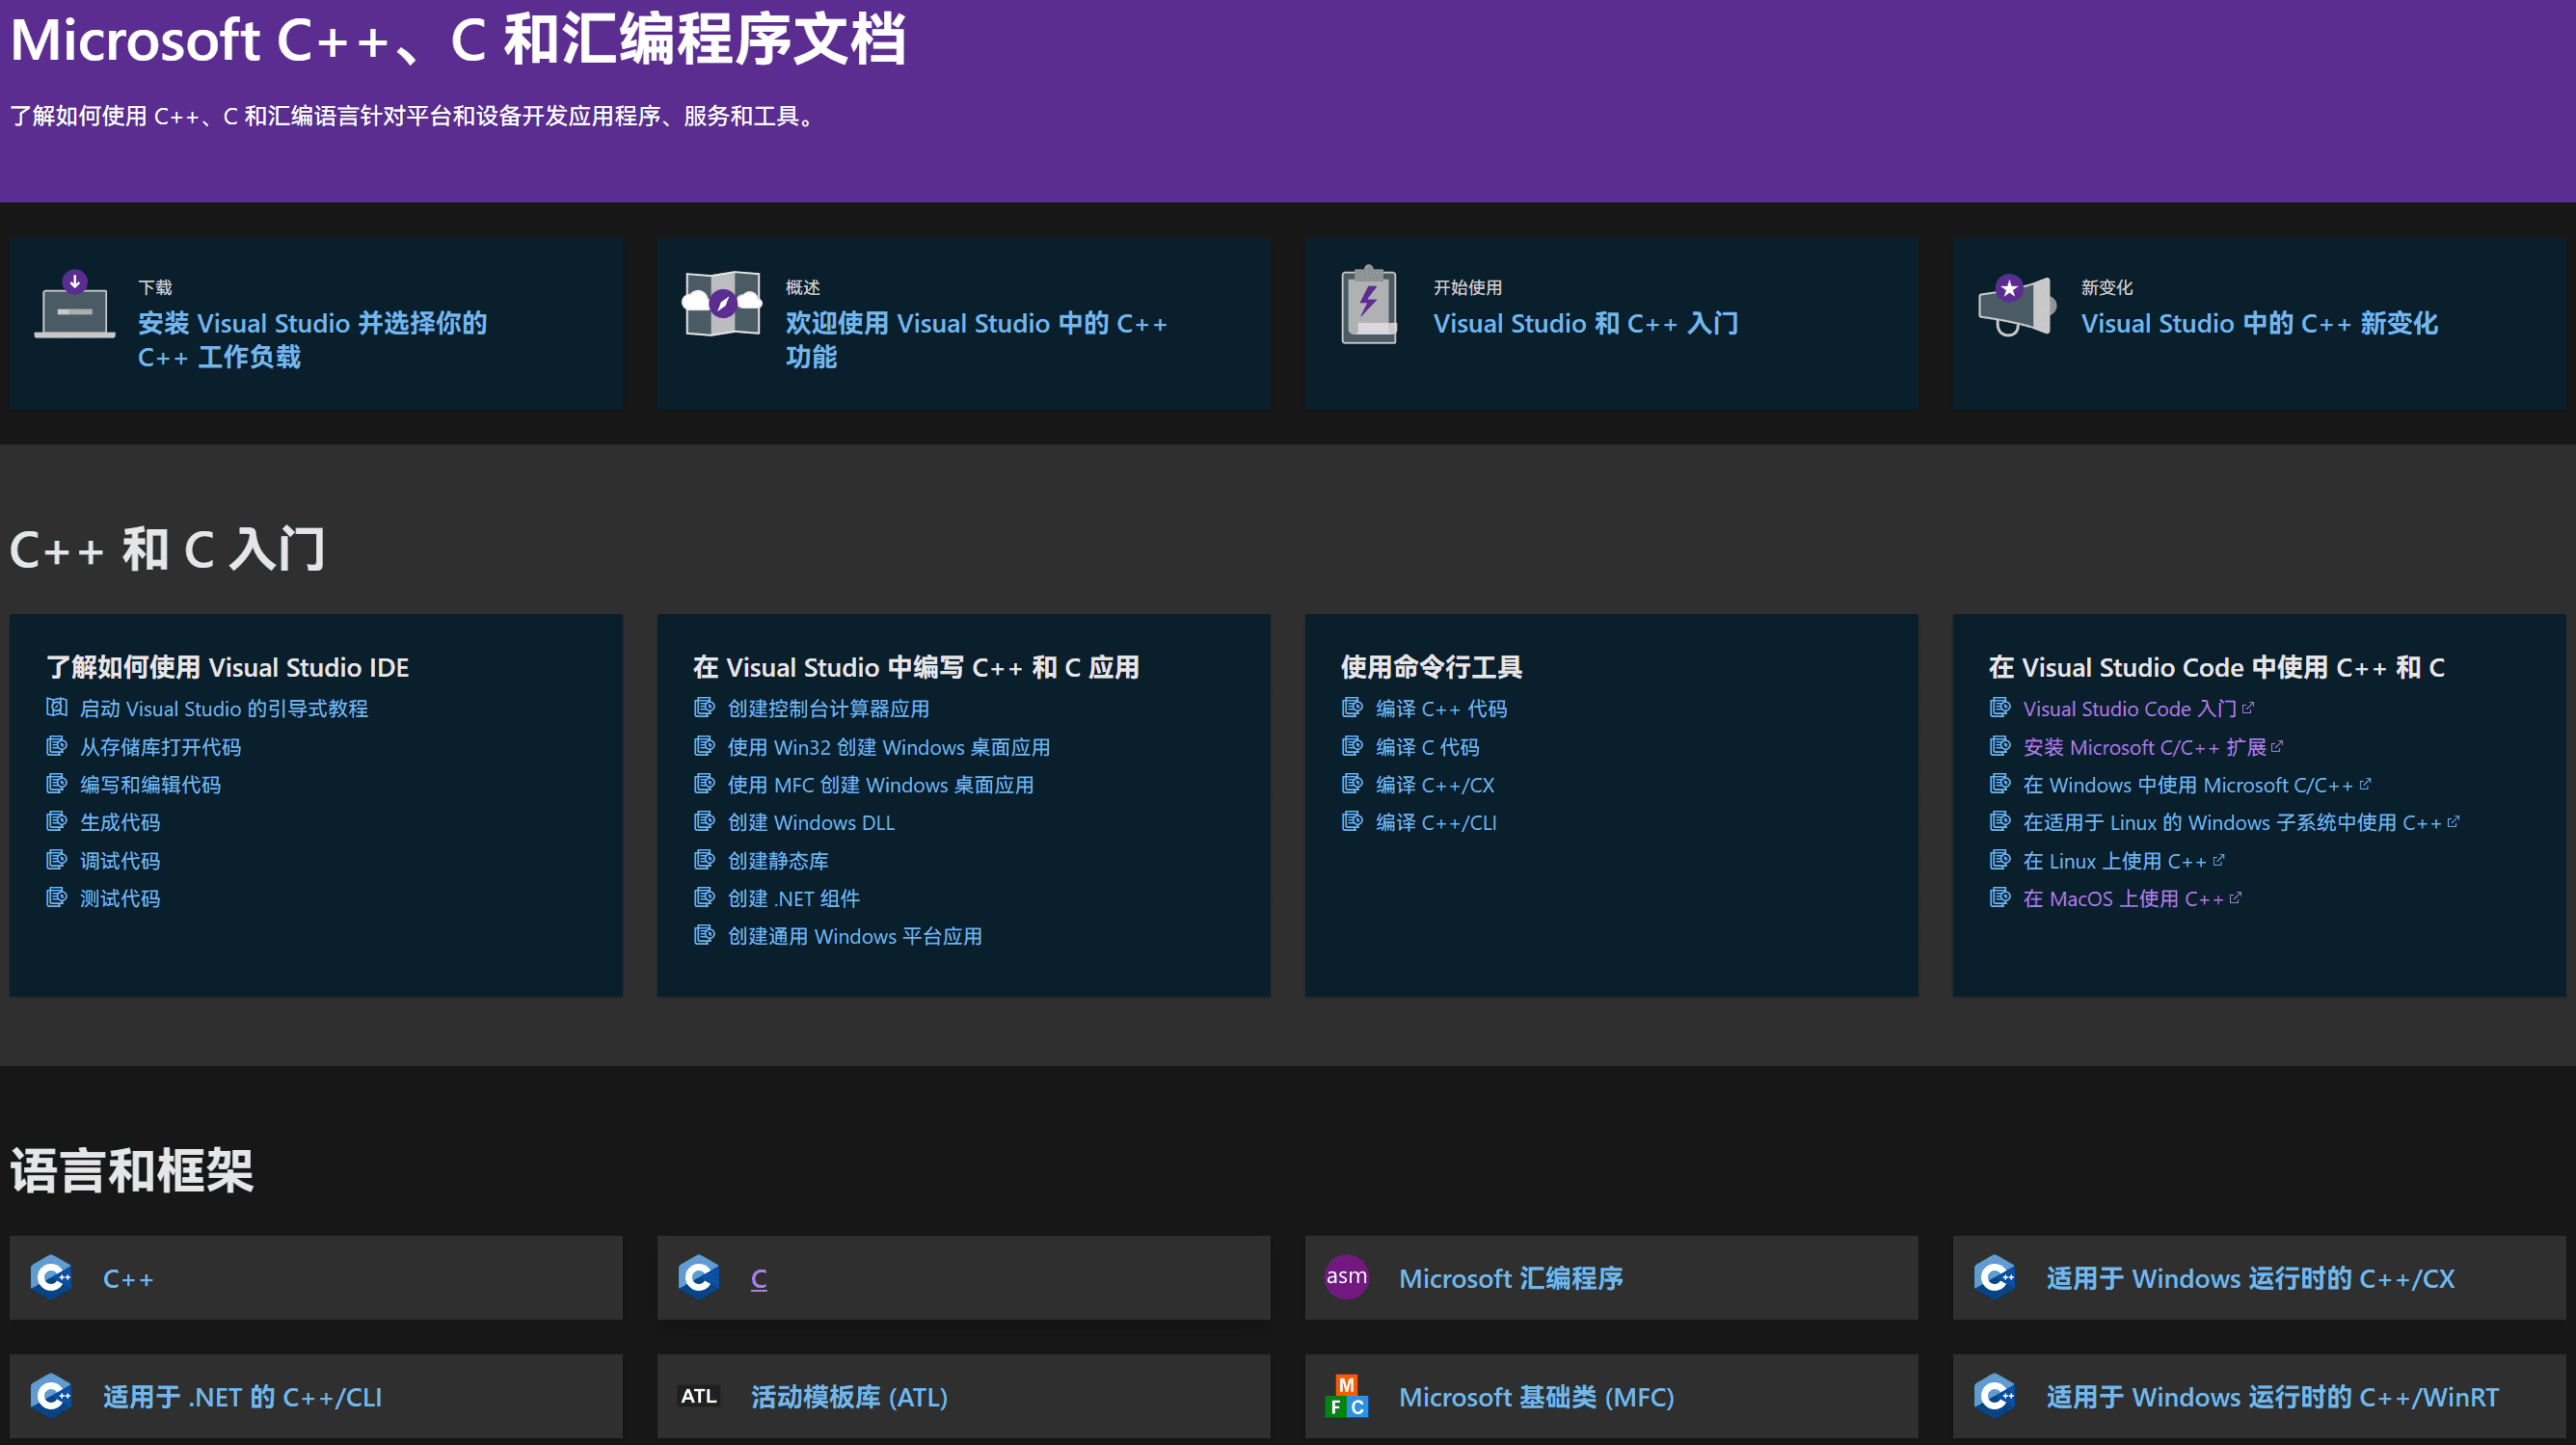 Microsoft C++、C 和汇编程序文档
了解如何使用 C++、C 和汇编语言针对平台和设备开发应用程序、服务和工具。
下载
安装 Visual Studio 并选择你的
C++ 工作负载
概述
欢迎使用 Visual Studio 中的 C++
功能
开始使用
Visual Studio 和 C++ 入门
新变化
Visual Studio 中的 C++ 新变化
C++ 和 C 入门
了解如何使用 Visual Studio IDE
启动 Visual Studio 的引导式教程
从存储库打开代码
编写和编辑代码
生成代码
调试代码
测试代码
在 Visual Studio 中编写 C++ 和 C 应用
创建控制台计算器应用
使用 Win32 创建 Windows 桌面应用
使用 MFC 创建 Windows 桌面应用
创建 Windows DLL
创建静态库
创建 .NET 组件
创建通用 Windows 平台应用
使用命令行工具
编译 C++ 代码
编译 C 代码
编译 C++/CX
编译 C++/CLI
在 Visual Studio Code 中使用 C++ 和 C
Visual Studio Code 入门
安装 Microsoft C/C++ 扩展
在 Windows 中使用 Microsoft C/C++
在适用于 Linux 的 Windows 子系统中使用 C++
在 Linux 上使用 C++
在 MacOS 上使用 C++
语言和框架
C++ C++
C++ C
asm Microsoft 汇编程序
C++ 适用于 Windows 运行时的 C++/CX
C++ 适用于 .NET 的 C++/CLI
ATL 活动模板库 (ATL)
MFC Microsoft 基础类 (MFC)
C++ 适用于 Windows 运行时的 C++/WinRT